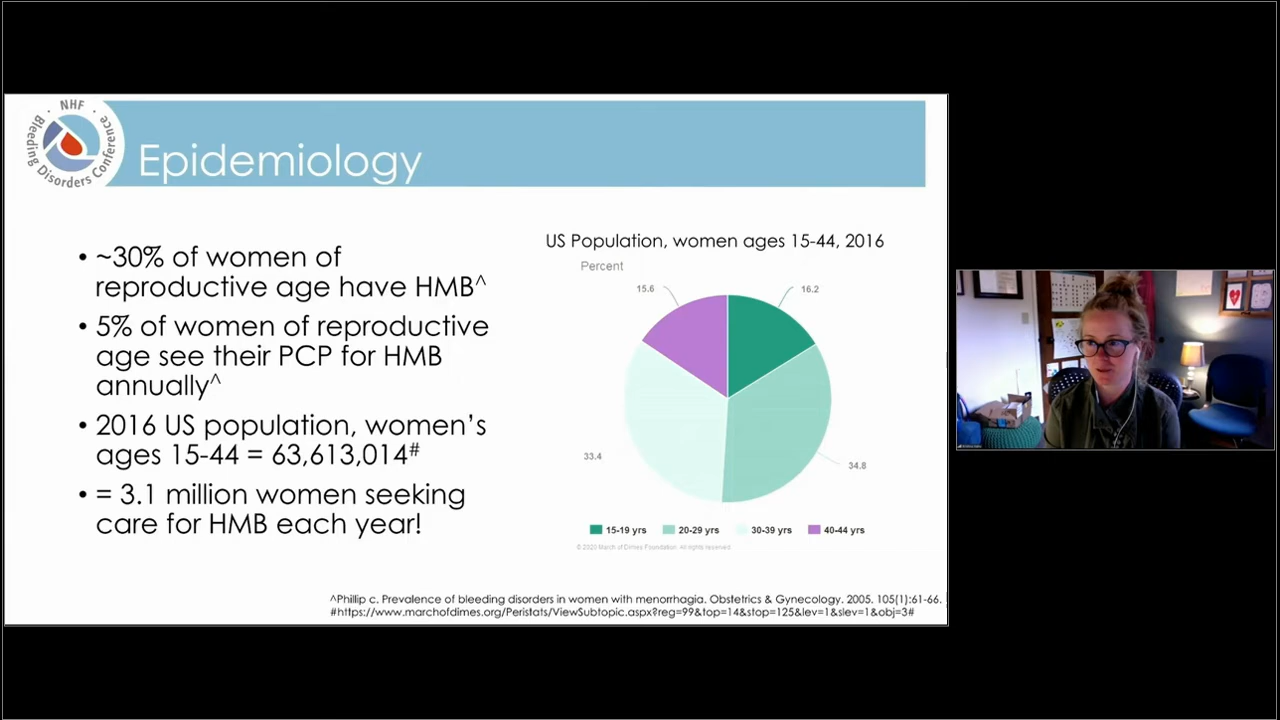 NHF
Bleeding Disorders Conference
Epidemiology
• ~30% of women of
reproductive age have HMB^
• 5% of women of reproductive
age see their PCP for HMB
annually^
• 2016 US population, women's
ages 15-44 = 63,613,014#
• = 3.1 million women seeking
care for HMB each year!
US Population, women ages 15-44, 2016
Percent
15.6
16.2
33.4
34.8
15-19 yrs 20-29 yrs 30-39 yrs 40-44 yrs
© 2020 March of Dimes Foundation. All rights reserved
^Phillip c. Prevalence of bleeding disorders in women with menorrhagia. Obstetrics & Gynecology. 2005. 105(1):61-66.
#https://www.marchofdimes.org/Peristats/ViewSubtopic.aspx?reg=99&top=14&stop=125&lev=1&slev=1&obj=3#